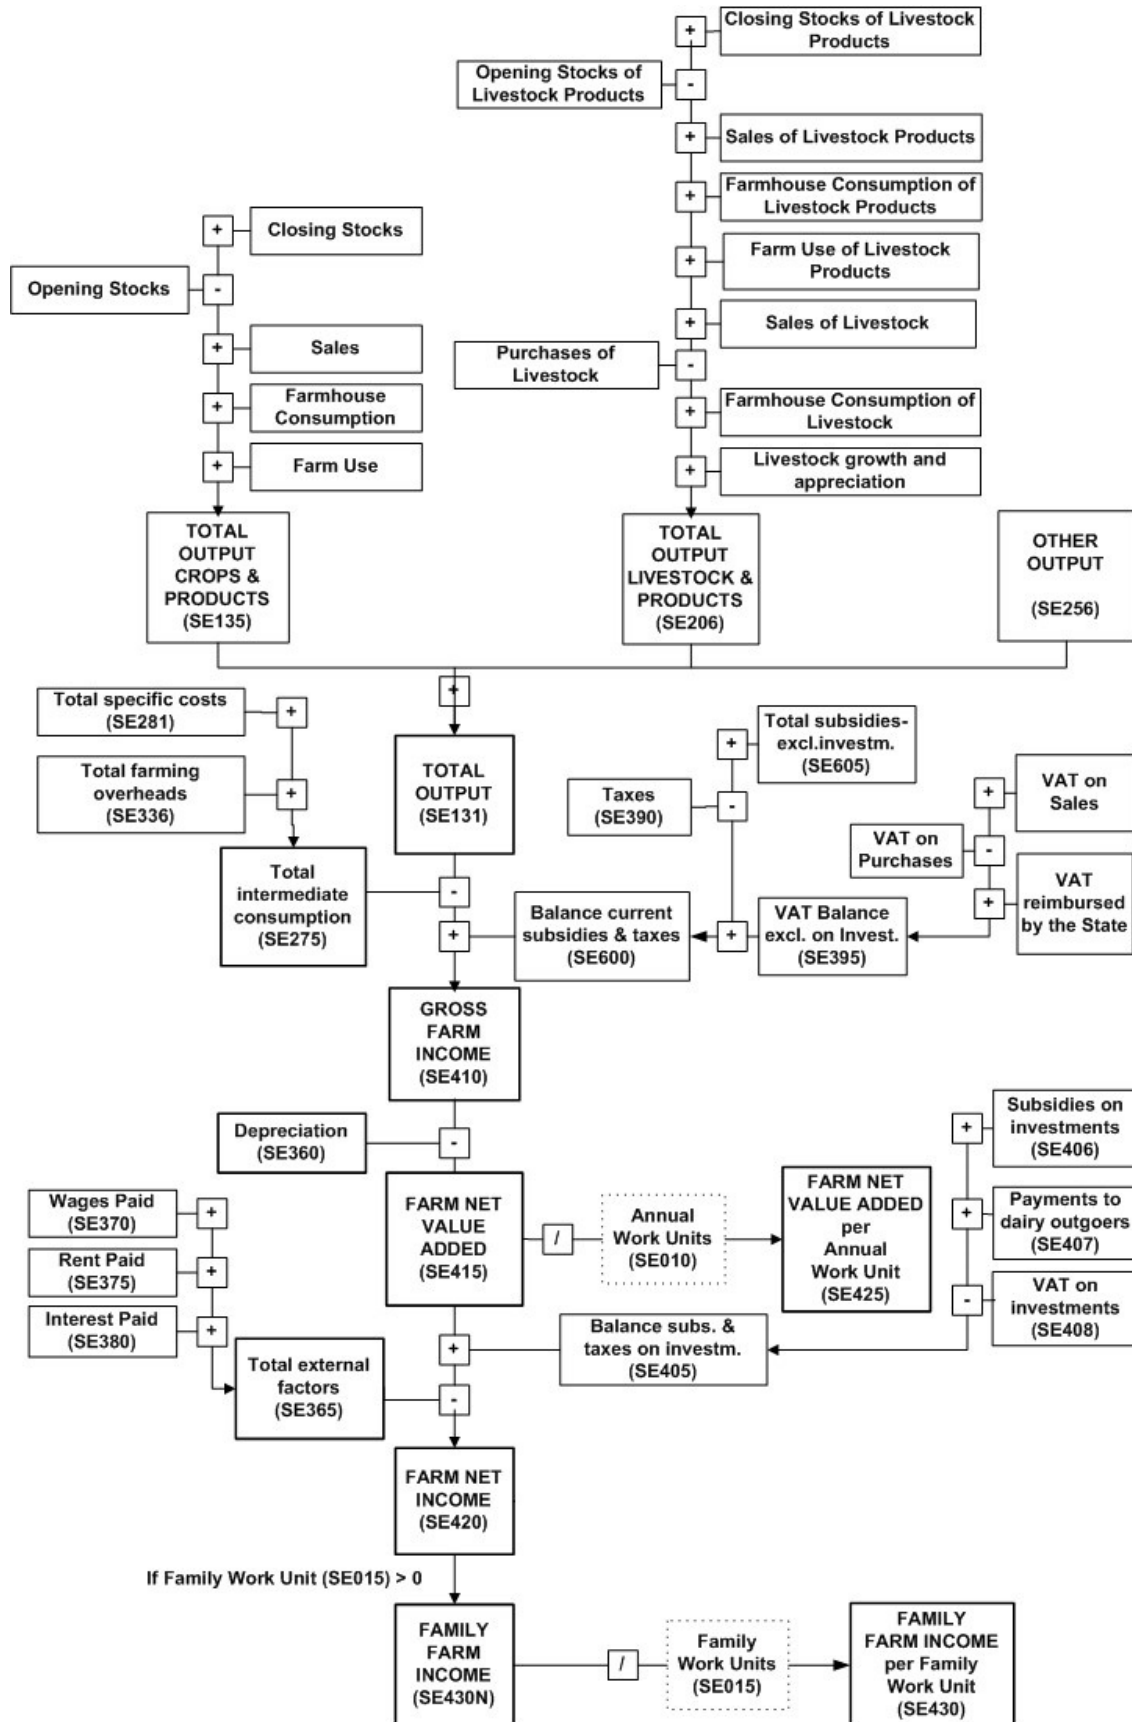 +
Closing Stocks of Livestock
Products
Opening Stocks of
Livestock Products
-
+
Sales of Livestock Products
+
Farmhouse Consumption of
Livestock Products
+
Closing Stocks
+
Farm Use of Livestock
Products
Opening Stocks
-
+
Sales of Livestock
+
Sales
Purchases of
Livestock
-
+
Farmhouse
Consumption
+
Farmhouse Consumption of
Livestock
+
Farm Use
+
Livestock growth and
appreciation
TOTAL
OUTPUT
CROPS &
PRODUCTS
(SE135)
TOTAL
OUTPUT
LIVESTOCK &
PRODUCTS
(SE206)
OTHER
OUTPUT
(SE256)
+
Total specific costs
(SE281)
+
Total farming
overheads
(SE336)
+
TOTAL
OUTPUT
(SE131)
+
Total subsidies-
excl.investm.
(SE605)
Taxes
(SE390)
-
+
VAT on
Sales
VAT on
Purchases
-
+
VAT
reimbursed
by the State
Total
intermediate
consumption
(SE275)
-
+
Balance current
subsidies & taxes
(SE600)
+
VAT Balance
excl. on Invest.
(SE395)
GROSS
FARM
INCOME
(SE410)
Depreciation
(SE360)
-
+
Subsidies on
investments
(SE406)
Wages Paid
(SE370)
+
FARM NET
VALUE
ADDED
(SE415)
/
Annual
Work Units
(SE010)
FARM NET
VALUE ADDED
per
Annual
Work Unit
(SE425)
+
Payments to
dairy outgoers
(SE407)
Rent Paid
(SE375)
+
-
VAT on
investments
(SE408)
Interest Paid
(SE380)
+
+
Balance subs. &
taxes on investm.
(SE405)
Total external
factors
(SE365)
-
FARM NET
INCOME
(SE420)
If Family Work Unit (SE015) > 0
FAMILY
FARM
INCOME
(SE430N)
/
Family
Work Units
(SE015)
FAMILY
FARM INCOME
per Family
Work Unit
(SE430)